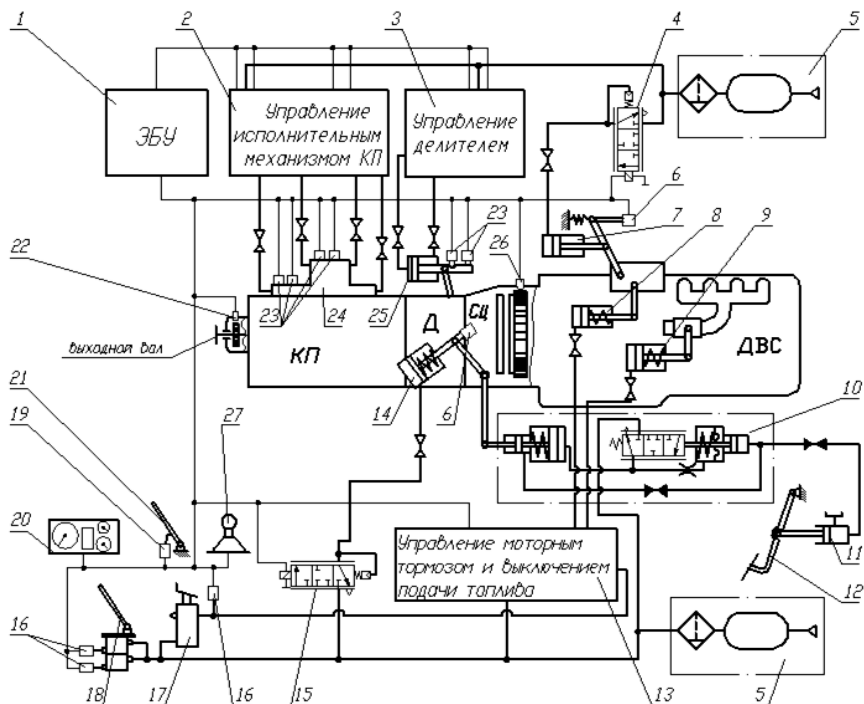 1
2
3
4
5
ЭБУ
Управление
исполнительным
механизмом КП
Управление
делителем
6
7
8
9
22
23
26
23
24
25
Д
СЦ
выходной вал
КП
ДВС
14
6
10
21
19
27
20
Управление моторным
тормозом и выключением
подачи топлива
11
12
16
18
17
16
15
13
5